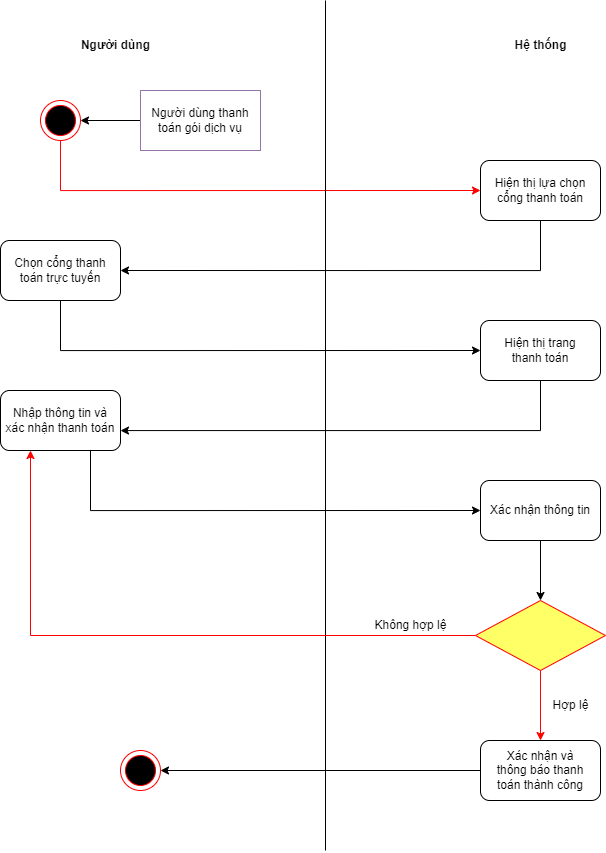 Người dùng
Hệ thống
Người dùng thanh
toán gói dịch vụ
Hiện thị lựa chọn
cổng thanh toán
Chọn cổng thanh
toán trực tuyến
Hiện thị trang
thanh toán
Nhập thông tin và
xác nhận thanh toán
Xác nhận thông tin
Không hợp lệ
Hợp lệ
Xác nhận và
thông báo thanh
toán thành công